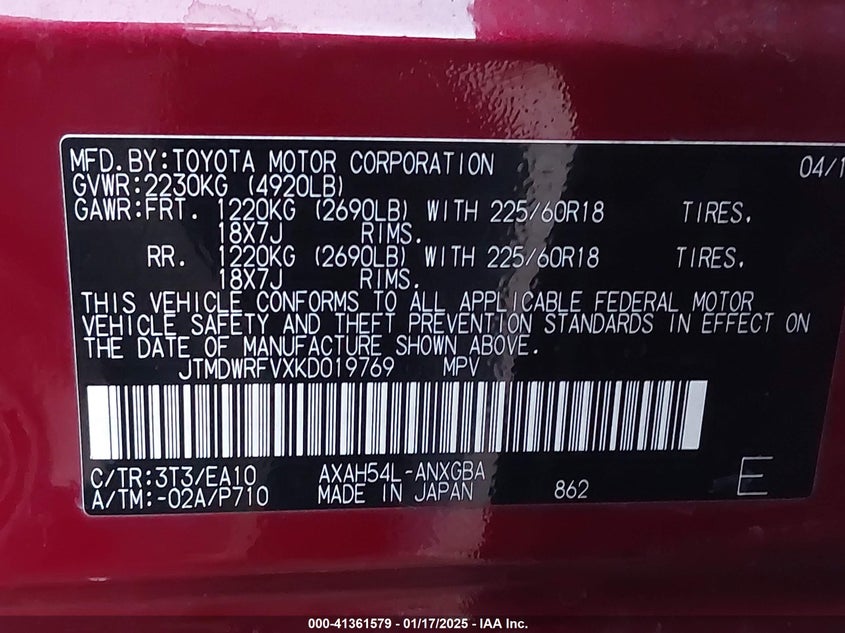 MFD.BY:TOYOTA MOTOR CORPORATION 04/1
GVWR:2230KG (4920LB)
GAWR:FRT. 1220KG (2690LB) WITH 225/60R18 TIRES.
18X7J RIMS.
RR. 1220KG (2690LB) WITH 225/60R18 TIRES.
18X7J RIMS.
THIS VEHICLE CONFORMS TO ALL APPLICABLE FEDERAL MOTOR
VEHICLE SAFETY AND THEFT PREVENTION STANDARDS IN EFFECT ON
THE DATE OF MANUFACTURE SHOWN ABOVE.
JTMDWRFVXKD019769 MPV
C/TR:3T3/EA10 AXAH54L-ANXGBA
A/TM:-02A/P710 MADE IN JAPAN 862 E
000-41361579 — 01/17/2025 — IAA Inc.